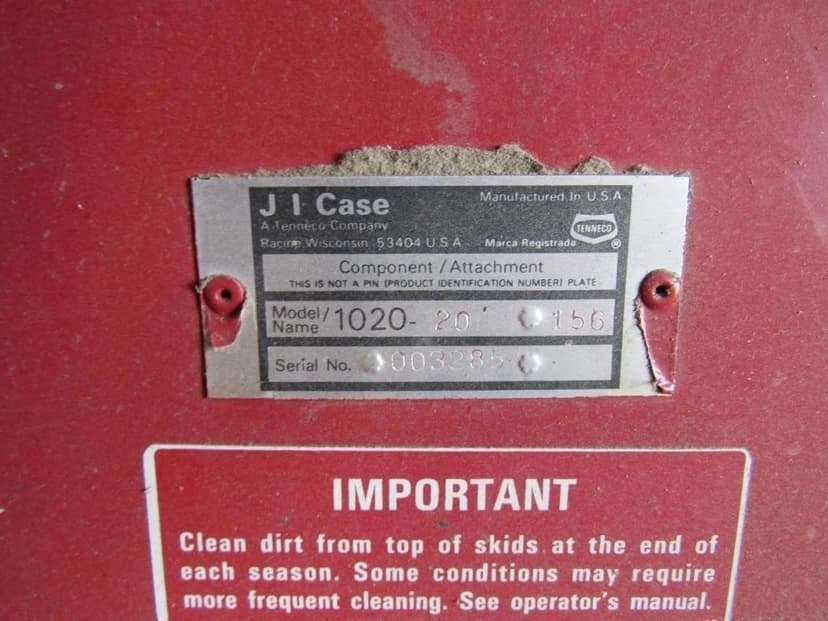 J I Case
Manufactured In U.S.A
A Tenneco Company
Racine, Wisconsin 53404 U S A
Marca Registrada
TENNECO
®
Component / Attachment
THIS IS NOT A PIN (PRODUCT IDENTIFICATION NUMBER) PLATE
Model/Name 1020- 20' 156
Serial No. 003285
IMPORTANT
Clean dirt from top of skids at the end of
each season. Some conditions may require
more frequent cleaning. See operator's manual.